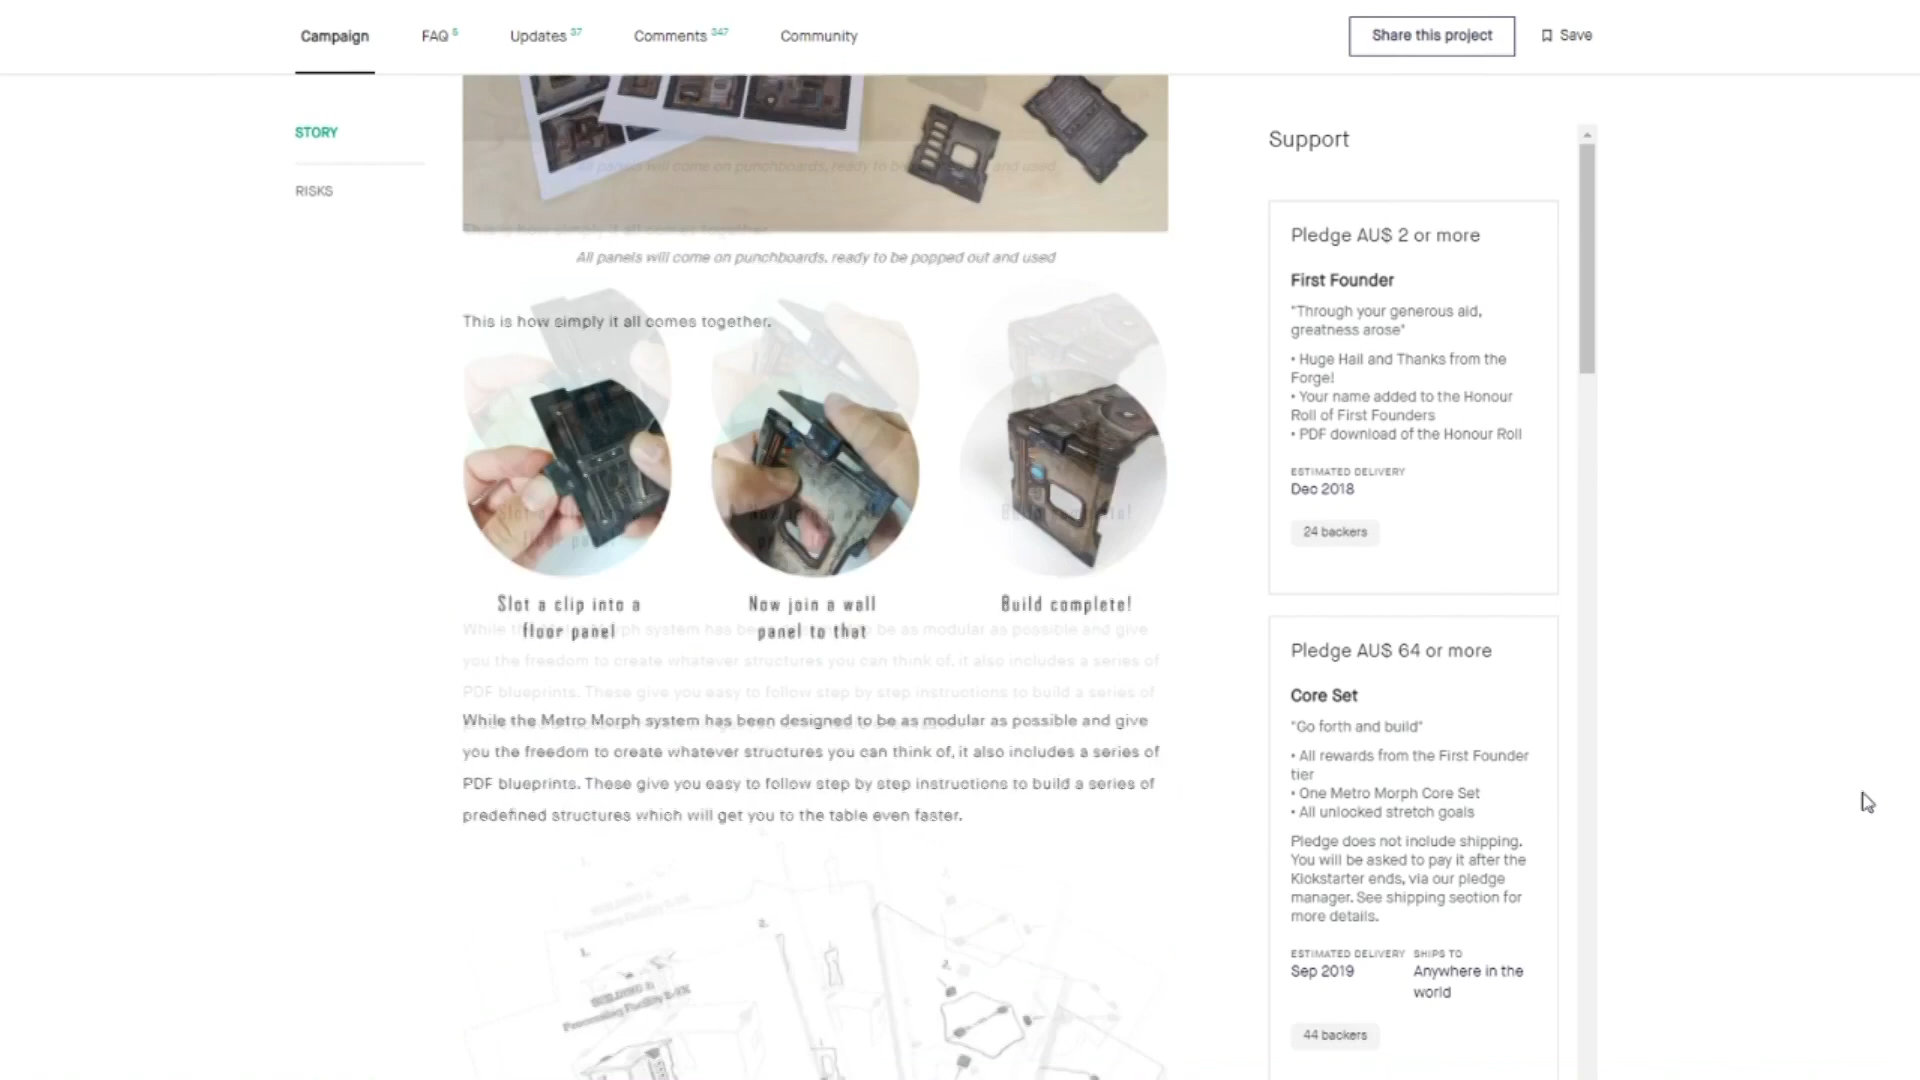 Campaign
FAQ 5
Updates 37
Comments 347
Community
Share this project
Save
STORY
RISKS
All panels will come on punchboards, ready to be popped out and used
This is how simply it all comes together.
Slot a clip into a
floor panel
Now join a wall
panel to that
Build complete!
While the Metro Morph system has been designed to be as modular as possible and give
you the freedom to create whatever structures you can think of, it also includes a series of
PDF blueprints. These give you easy to follow step by step instructions to build a series of
predefined structures which will get you to the table even faster.
1.
2.
2.
Support
Pledge AU$ 2 or more
First Founder
"Through your generous aid,
greatness arose"
• Huge Hail and Thanks from the
Forge!
• Your name added to the Honour
Roll of First Founders
• PDF download of the Honour Roll
ESTIMATED DELIVERY
Dec 2018
24 backers
Pledge AU$ 64 or more
Core Set
"Go forth and build"
• All rewards from the First Founder
tier
• One Metro Morph Core Set
• All unlocked stretch goals
Pledge does not include shipping.
You will be asked to pay it after the
Kickstarter ends, via our pledge
manager. See shipping section for
more details.
ESTIMATED DELIVERY SHIPS TO
Sep 2019 Anywhere in the
world
44 backers